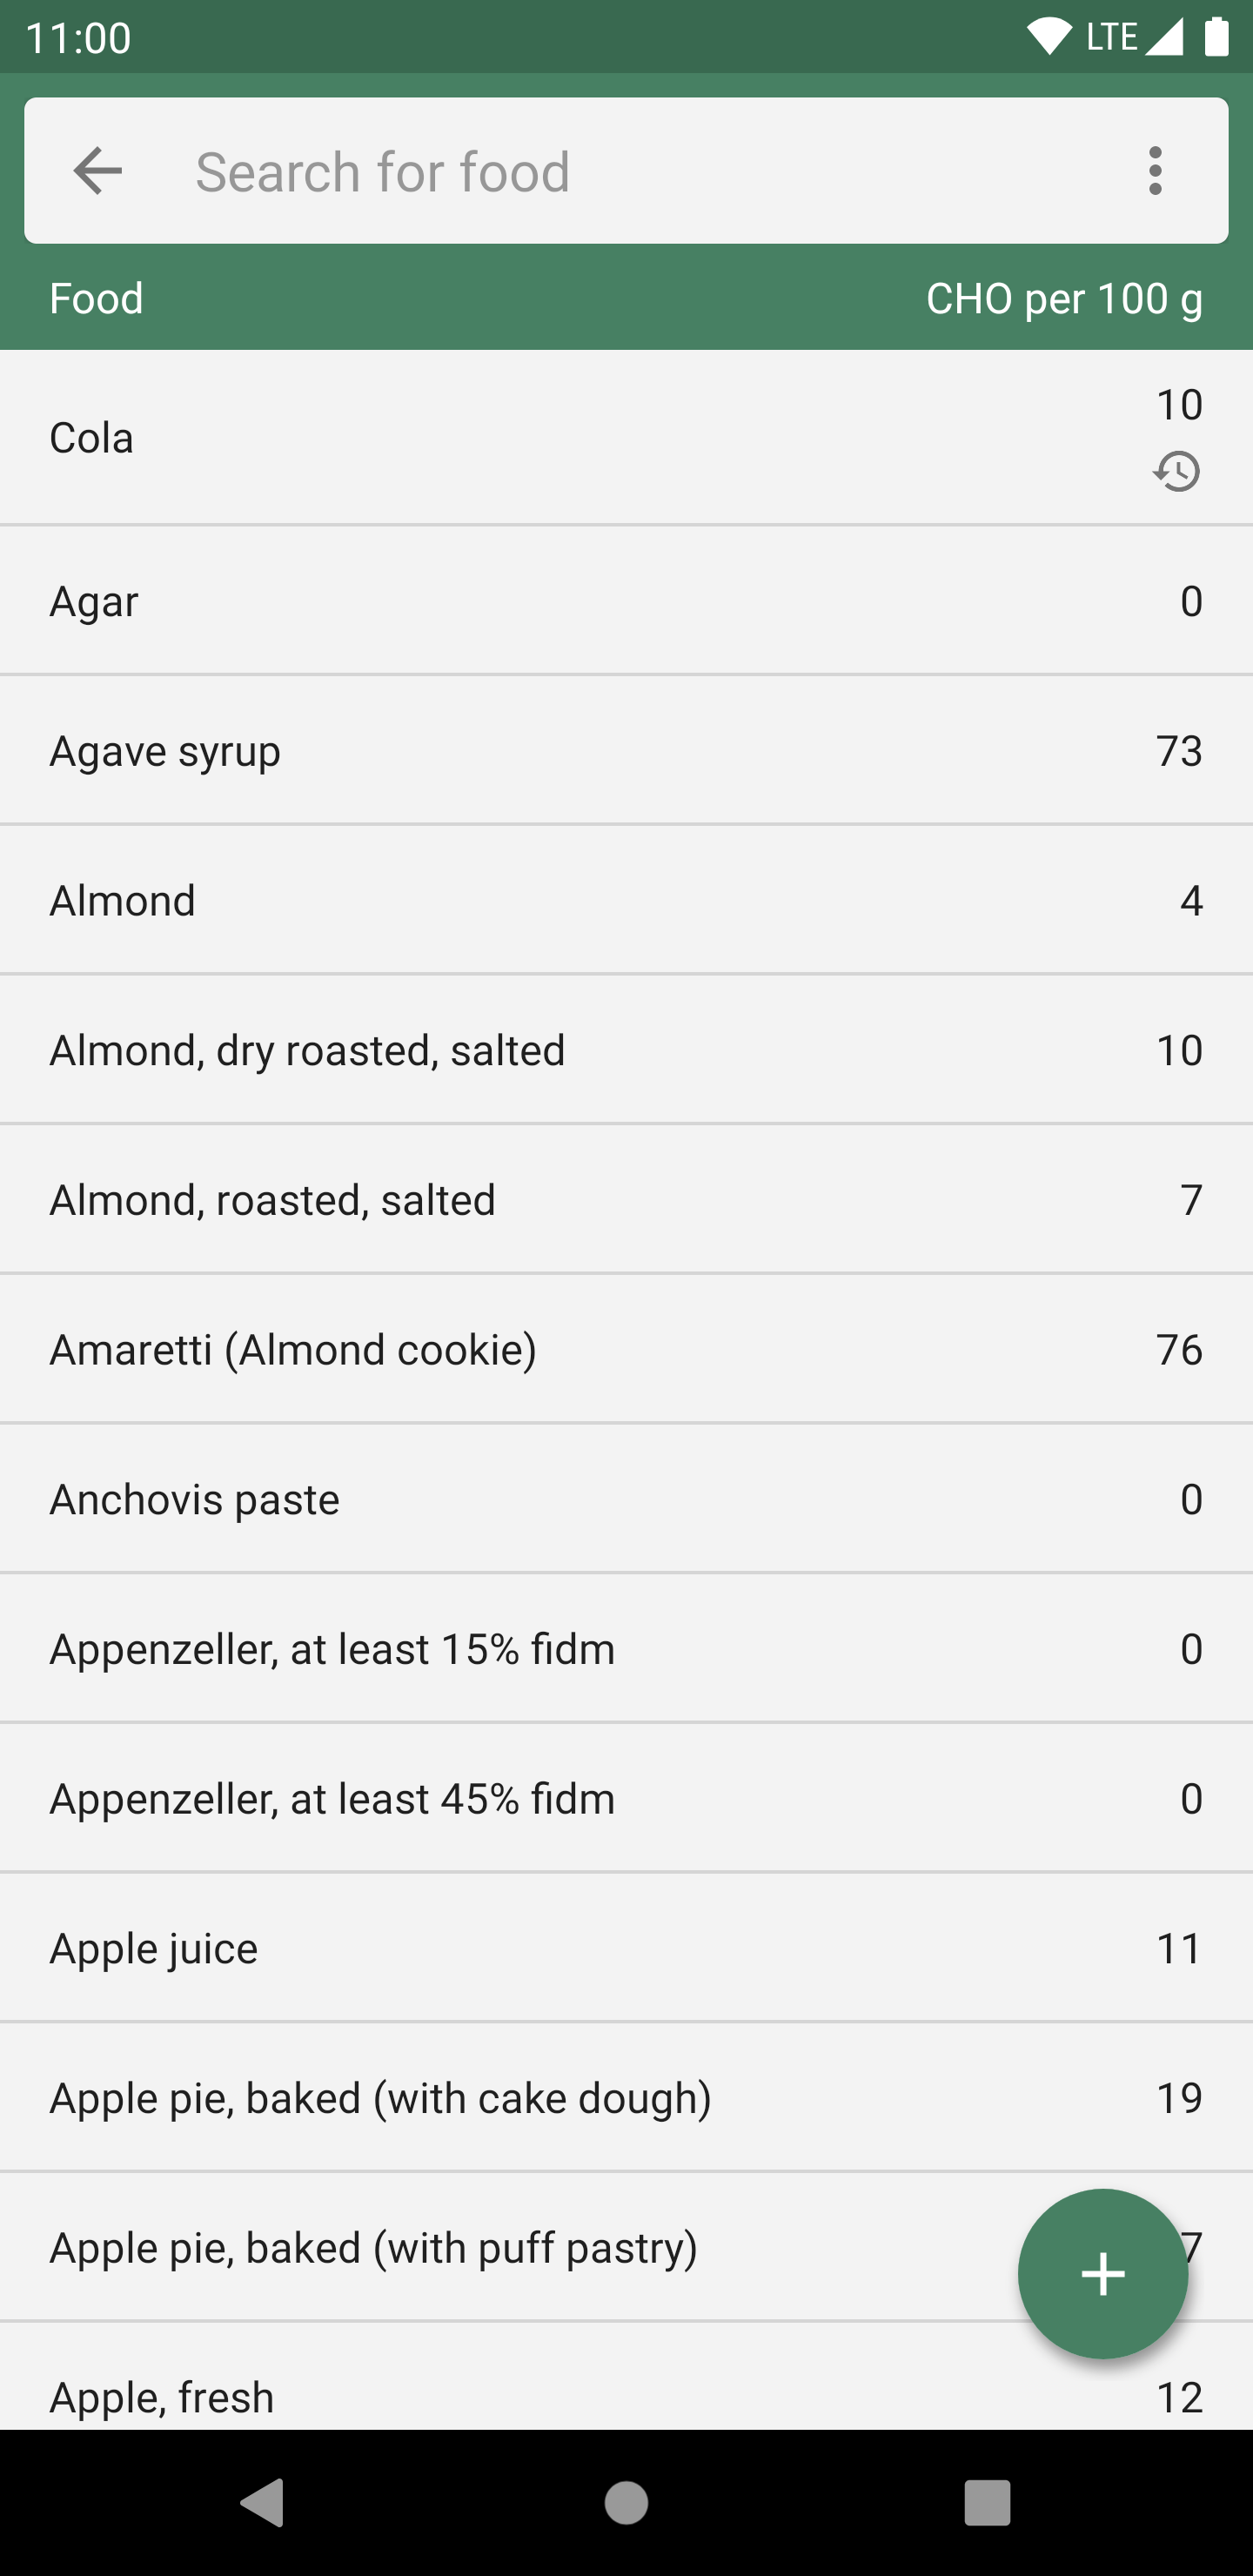 11:00 LTE
Search for food
Food CHO per 100 g
Cola 10
Agar 0
Agave syrup 73
Almond 4
Almond, dry roasted, salted 10
Almond, roasted, salted 7
Amaretti (Almond cookie) 76
Anchovis paste 0
Appenzeller, at least 15% fidm 0
Appenzeller, at least 45% fidm 0
Apple juice 11
Apple pie, baked (with cake dough) 19
Apple pie, baked (with puff pastry)
Apple, fresh 12